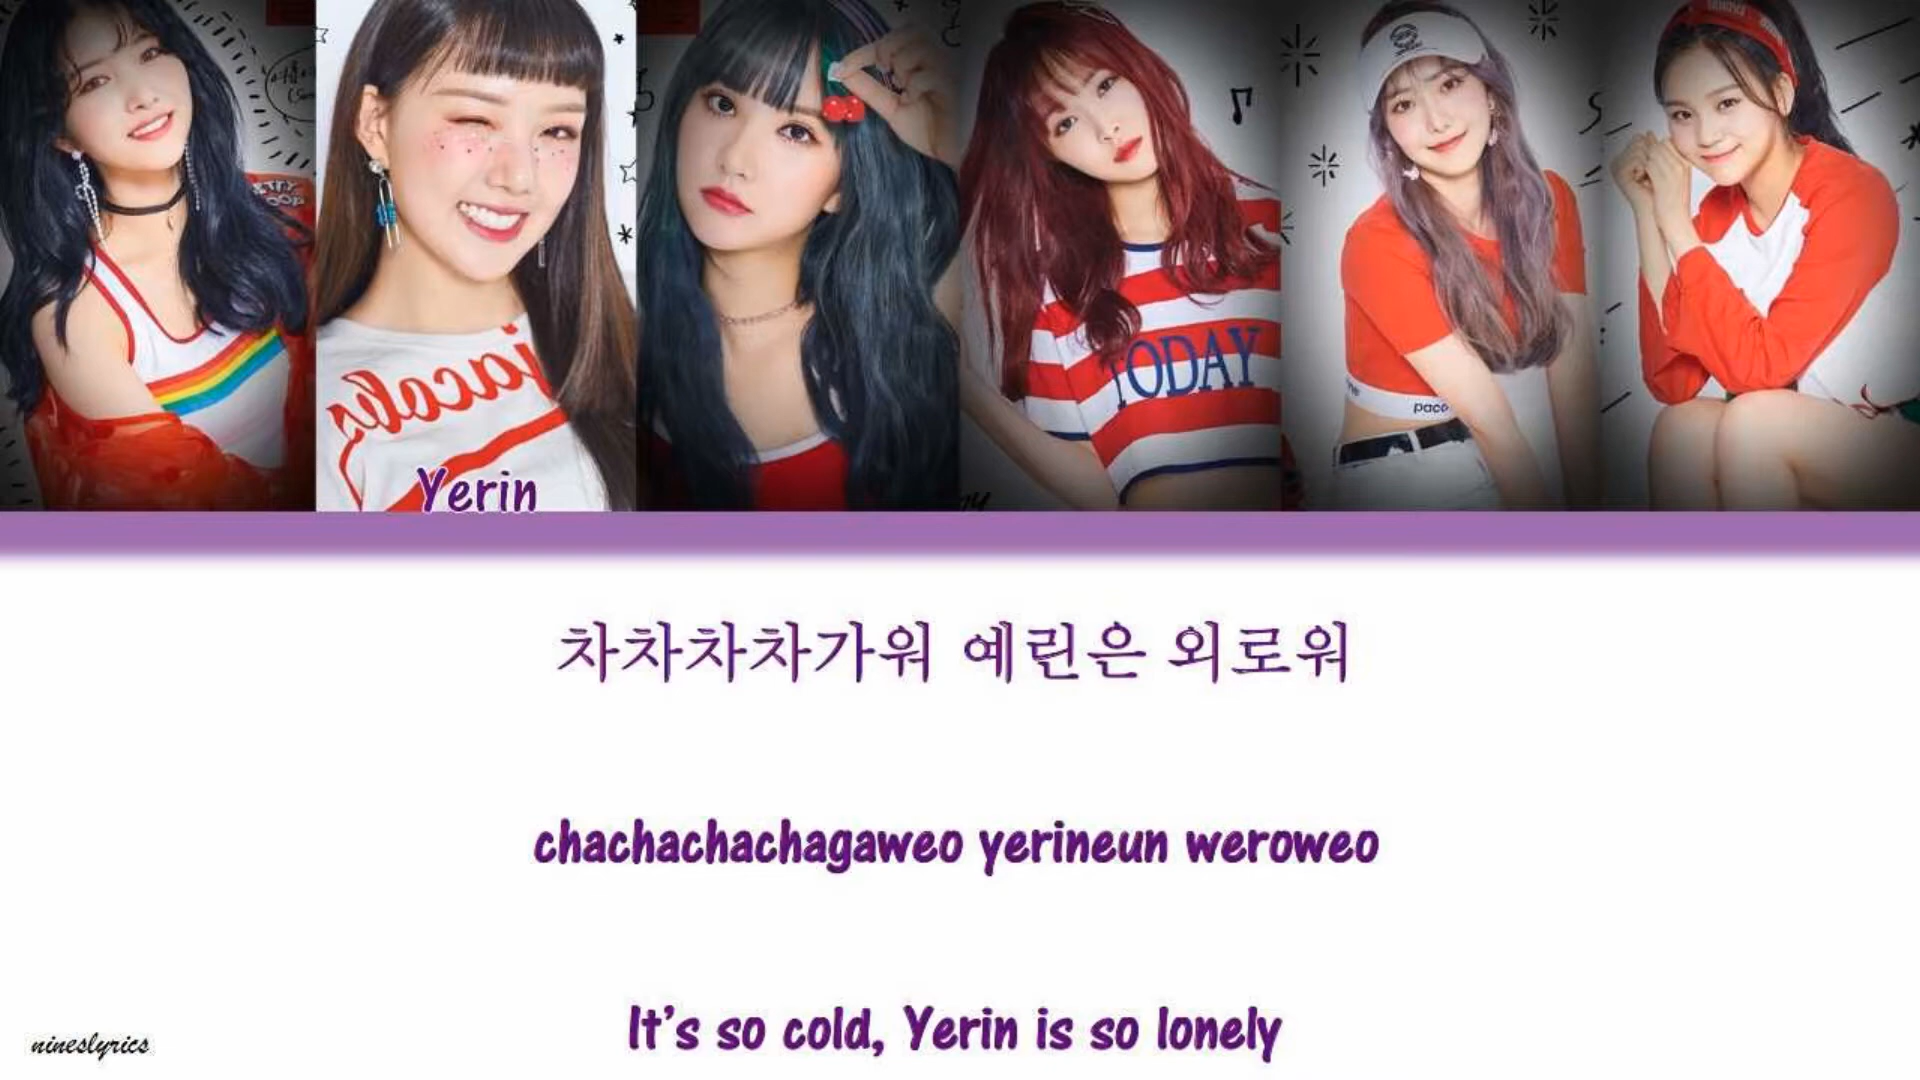 TODAY
paco
Yerin
차차차차가워 예린은 외로워
chachachachagaweo yerineun weroweo
It's so cold, Yerin is so lonely
nineslyrics